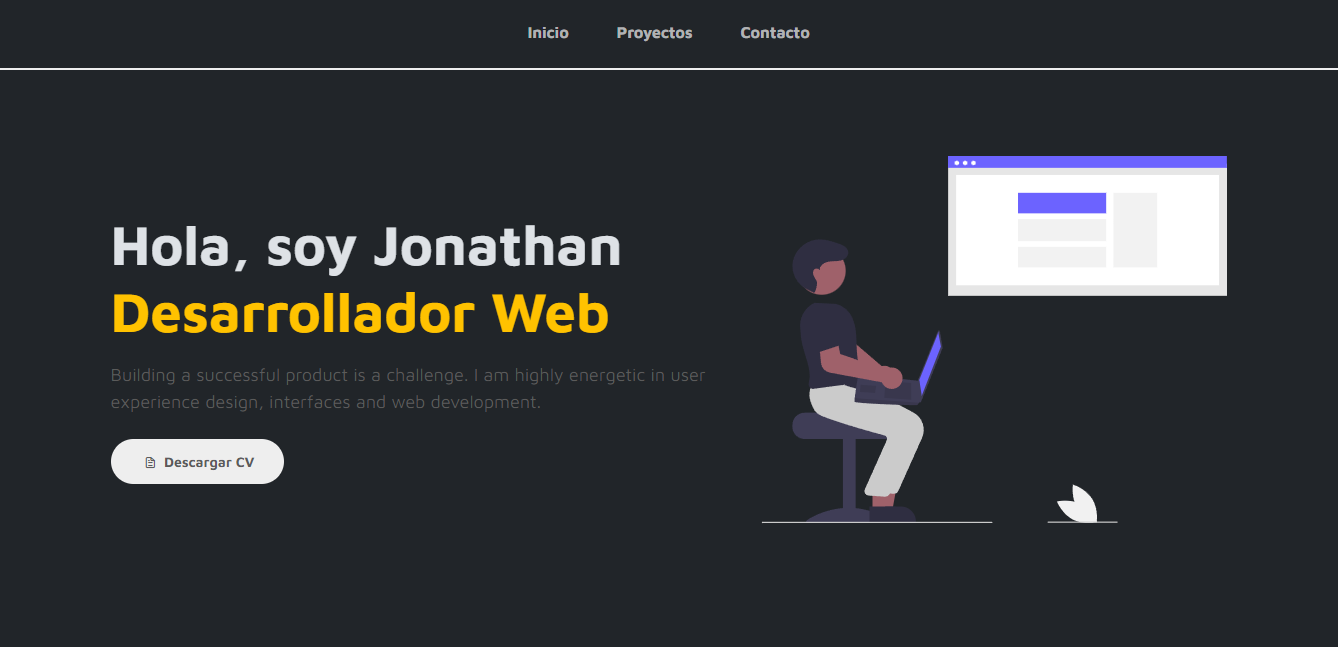 Inicio Proyectos Contacto
Hola, soy Jonathan
Desarrollador Web
Building a successful product is a challenge. I am highly energetic in user
experience design, interfaces and web development.
Descargar CV